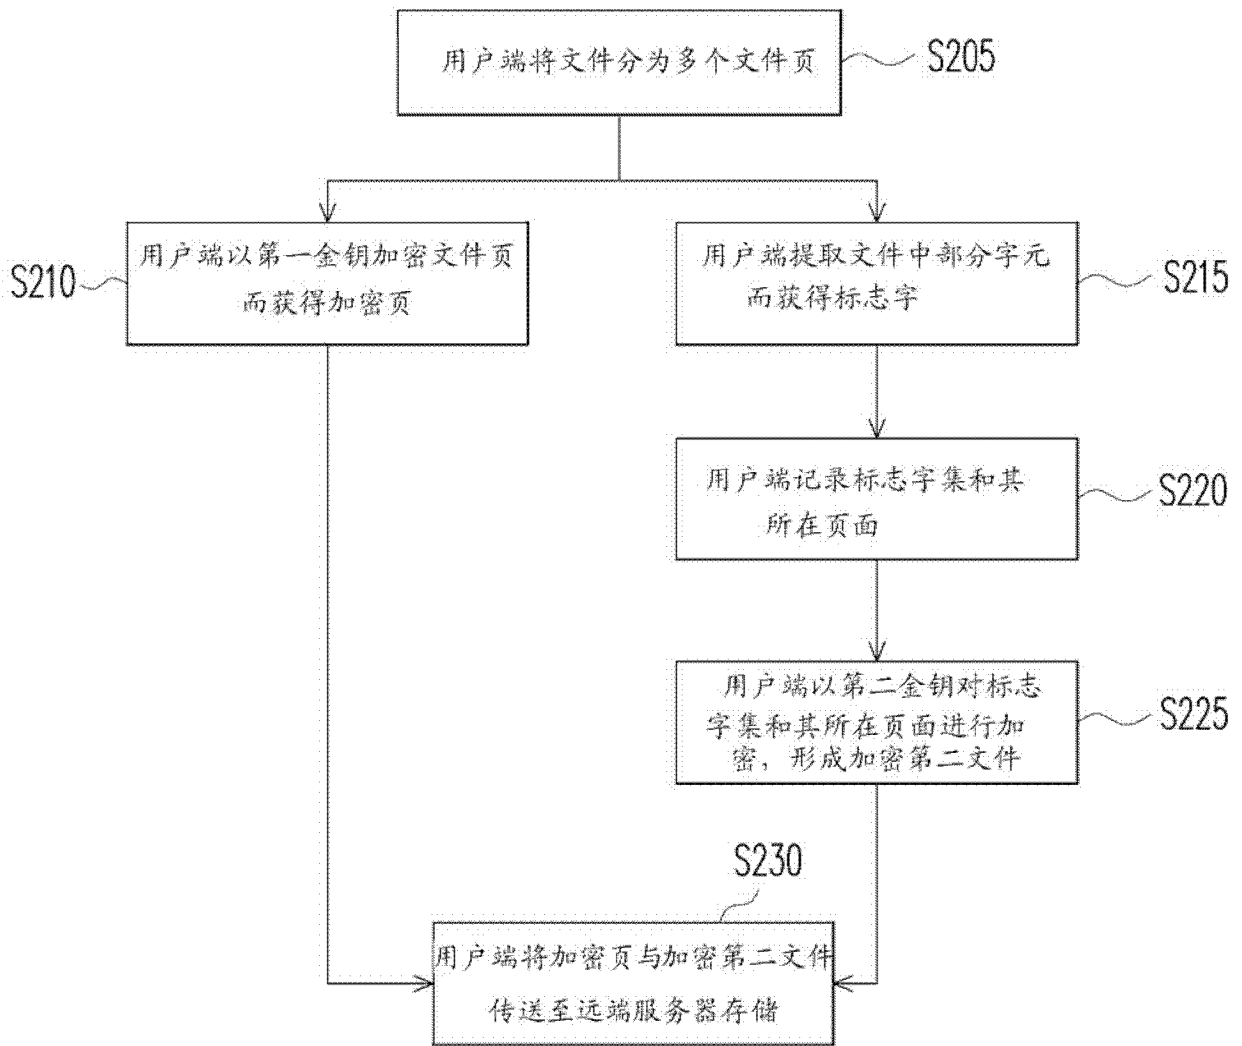 用户端将文件分为多个文件页
S205
用户端以第一金钥加密文件页
而获得加密页
S210
用户端提取文件中部分字元
而获得标志字
S215
用户端记录标志字集和其
所在页面
S220
用户端以第二金钥对标志
字集和其所在页面进行加
密，形成加密第二文件
S225
S230
用户端将加密页与加密第二文件
传送至远端服务器存储